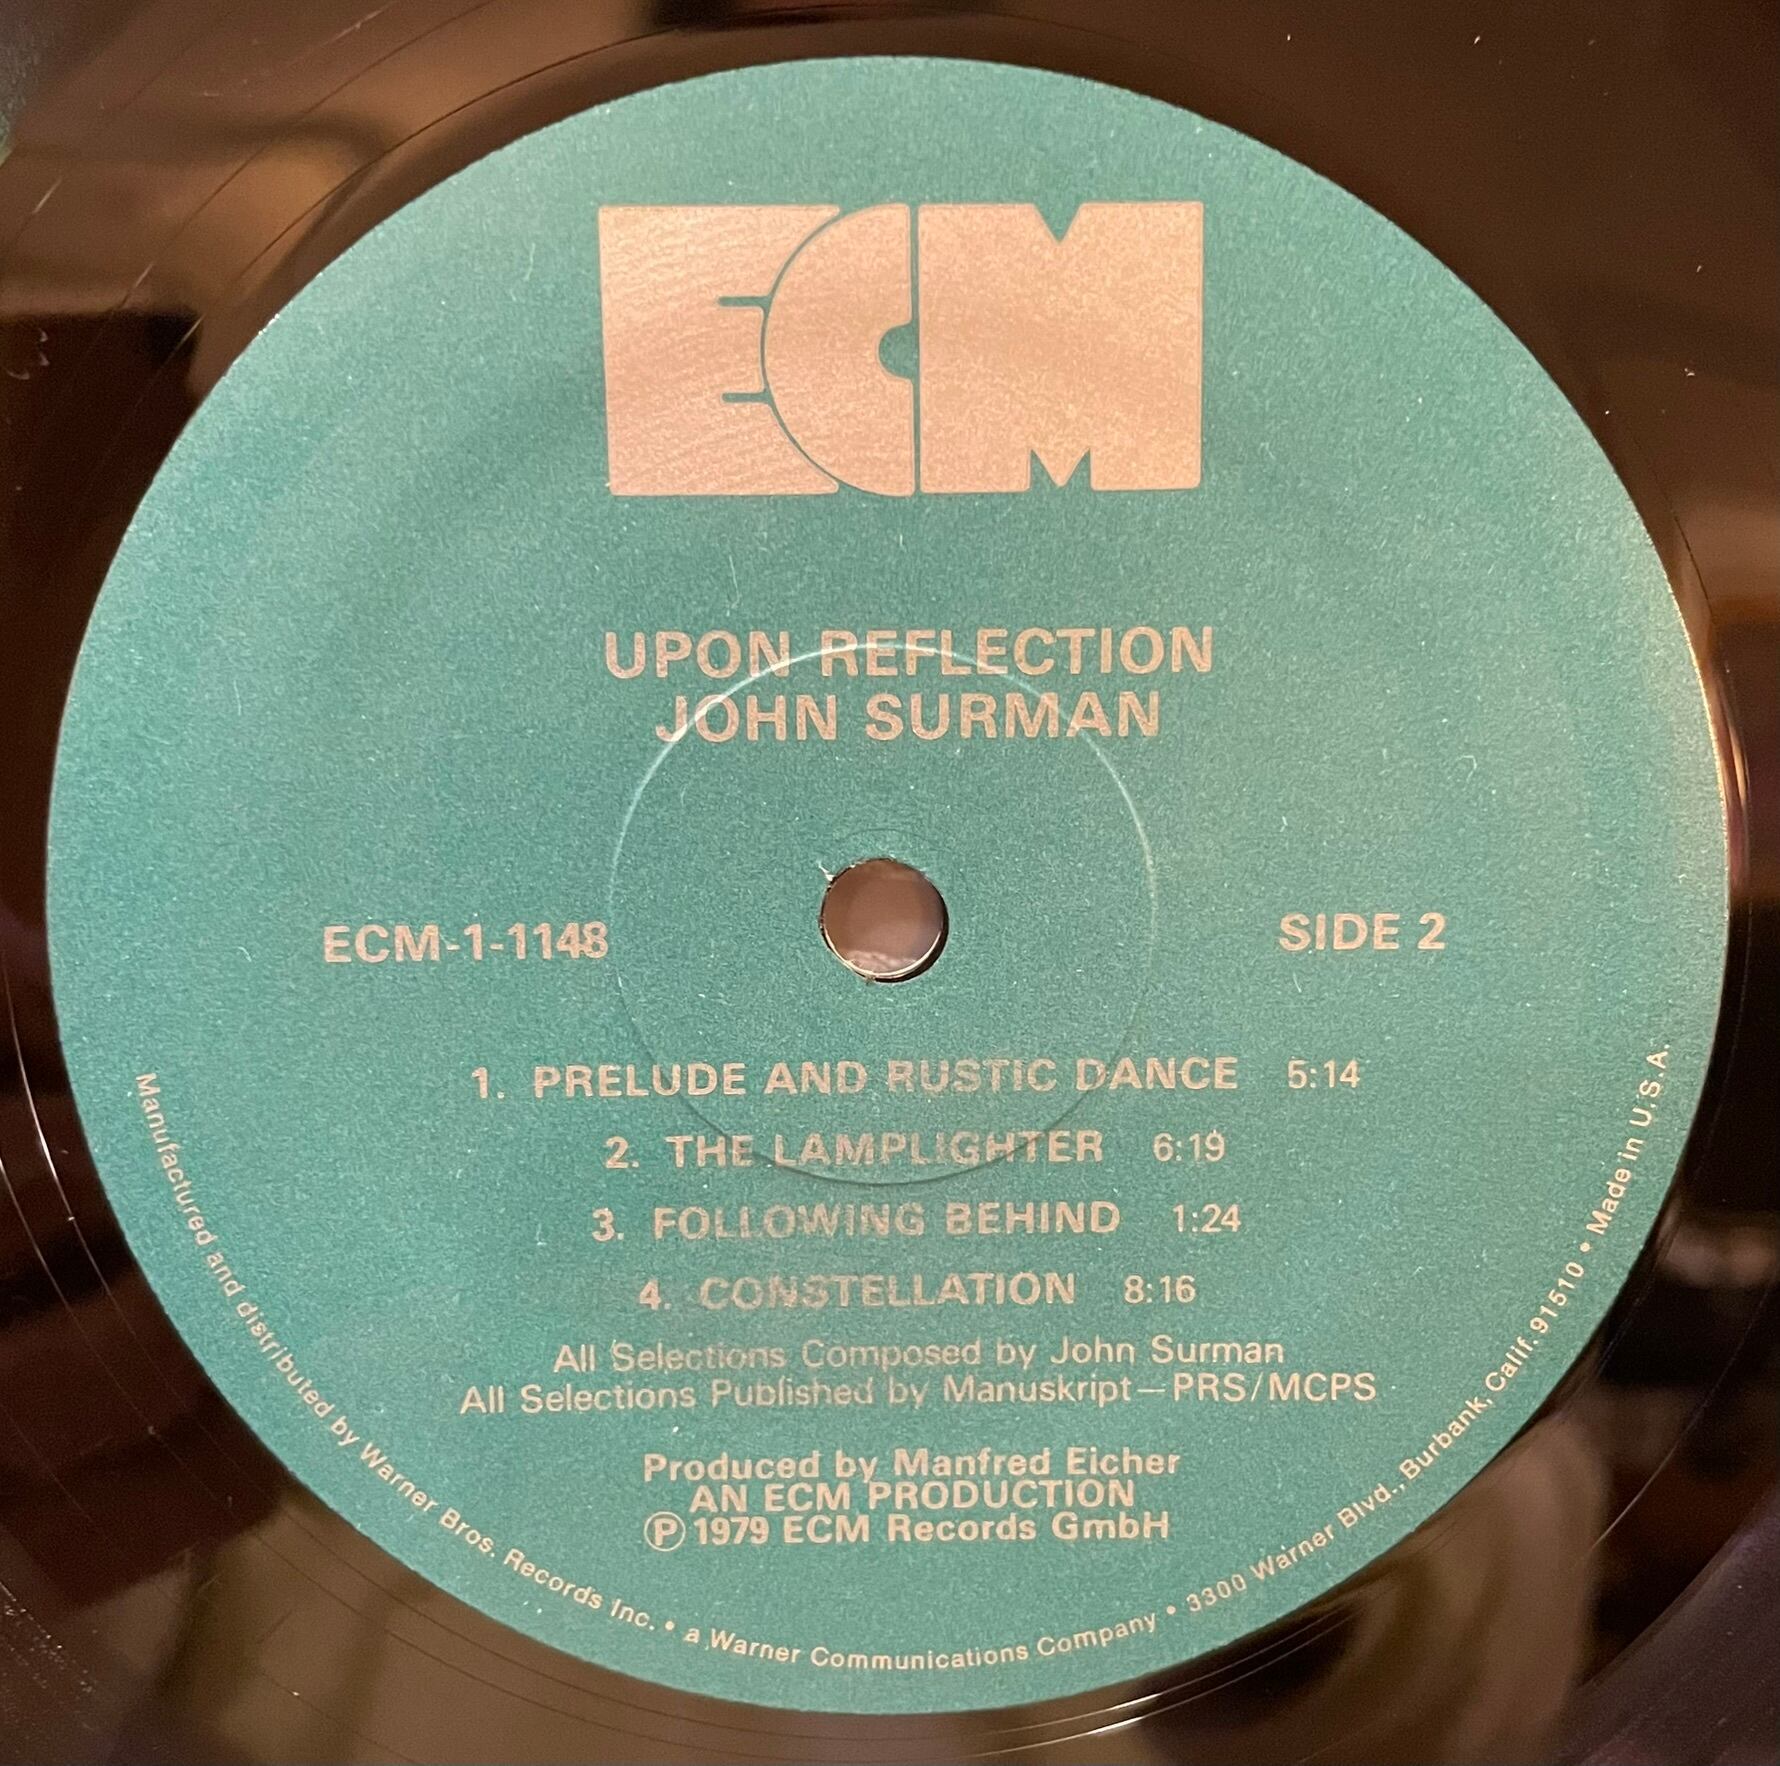 ECM
UPON REFLECTION
JOHN SURMAN
ECM-1-1148
SIDE 2
1. PRELUDE AND RUSTIC DANCE 5:14
2. THE LAMPLIGHTER 6:19
3. FOLLOWING BEHIND 1:24
4. CONSTELLATION 8:16
All Selections Composed by John Surman
All Selections Published by Manuskript—PRS/MCPS
Produced by Manfred Eicher
AN ECM PRODUCTION
℗ 1979 ECM Records GmbH
Manufactured and distributed by Warner Bros. Records Inc. • a Warner Communications Company • 3300 Warner Blvd., Burbank, Calif. 91510 • Made in U.S.A.